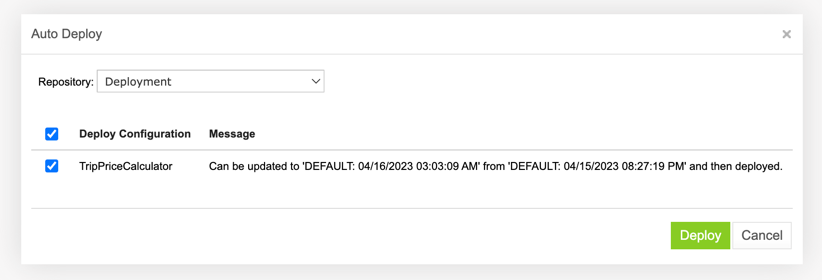 Auto Deploy
Repository: Deployment
Deploy Configuration Message
TripPriceCalculator Can be updated to 'DEFAULT: 04/16/2023 03:03:09 AM' from 'DEFAULT: 04/15/2023 08:27:19 PM' and then deployed.
Deploy Cancel